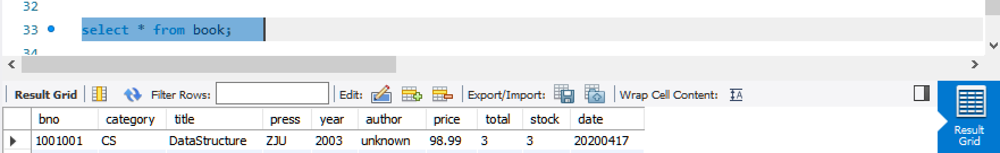 32
33 select * from book;
34
Result Grid Filter Rows: Edit: Export/Import: Wrap Cell Content:
bno category title press year author price total stock date
1001001 CS DataStructure ZJU 2003 unknown 98.99 3 3 20200417
Result
Grid